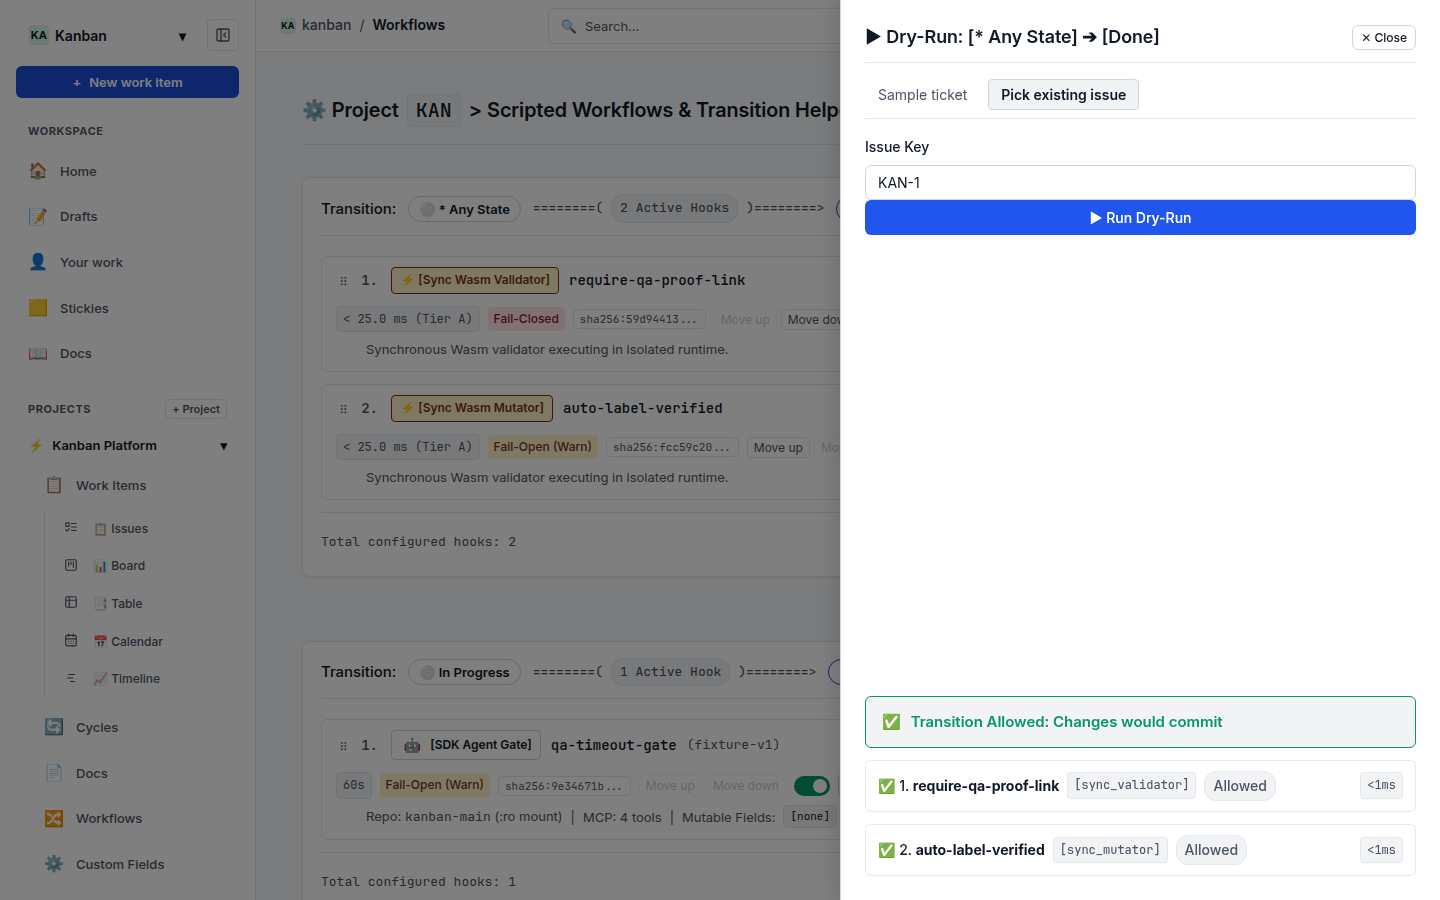 KA Kanban ▾
+ New work item
WORKSPACE
🏠 Home
📝 Drafts
👤 Your work
🟨 Stickies
📖 Docs
PROJECTS + Project
⚡ Kanban Platform ▾
📋 Work Items
📋 Issues
📊 Board
📑 Table
📅 Calendar
📈 Timeline
🔄 Cycles
📄 Docs
🔀 Workflows
⚙️ Custom Fields
KA kanban / Workflows
🔍 Search...
⚙️ Project KAN > Scripted Workflows & Transition Help
Transition: ⚪ * Any State ========( 2 Active Hooks )========>
⠿ 1. ⚡ [Sync Wasm Validator] require-qa-proof-link
< 25.0 ms (Tier A) Fail-Closed sha256:59d94413... Move up Move dow
Synchronous Wasm validator executing in isolated runtime.
⠿ 2. ⚡ [Sync Wasm Mutator] auto-label-verified
< 25.0 ms (Tier A) Fail-Open (Warn) sha256:fcc59c20... Move up Mo
Synchronous Wasm validator executing in isolated runtime.
Total configured hooks: 2
Transition: ⚪ In Progress ========( 1 Active Hook )========>
⠿ 1. 🤖 [SDK Agent Gate] qa-timeout-gate (fixture-v1)
60s Fail-Open (Warn) sha256:9e34671b... Move up Move down
Repo: kanban-main (:ro mount) | MCP: 4 tools | Mutable Fields: [none]
Total configured hooks: 1
▶ Dry-Run: [* Any State] ➔ [Done]
✕ Close
Sample ticket Pick existing issue
Issue Key
KAN-1
▶ Run Dry-Run
✅ Transition Allowed: Changes would commit
✅ 1. require-qa-proof-link [sync_validator] Allowed <1ms
✅ 2. auto-label-verified [sync_mutator] Allowed <1ms